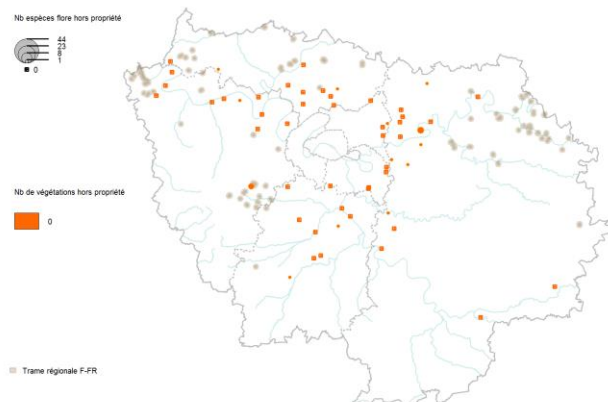 Nb espèces flore hors propriété
44
23
8
1
0
Nb de végétations hors propriété
0
Trame régionale F-FR